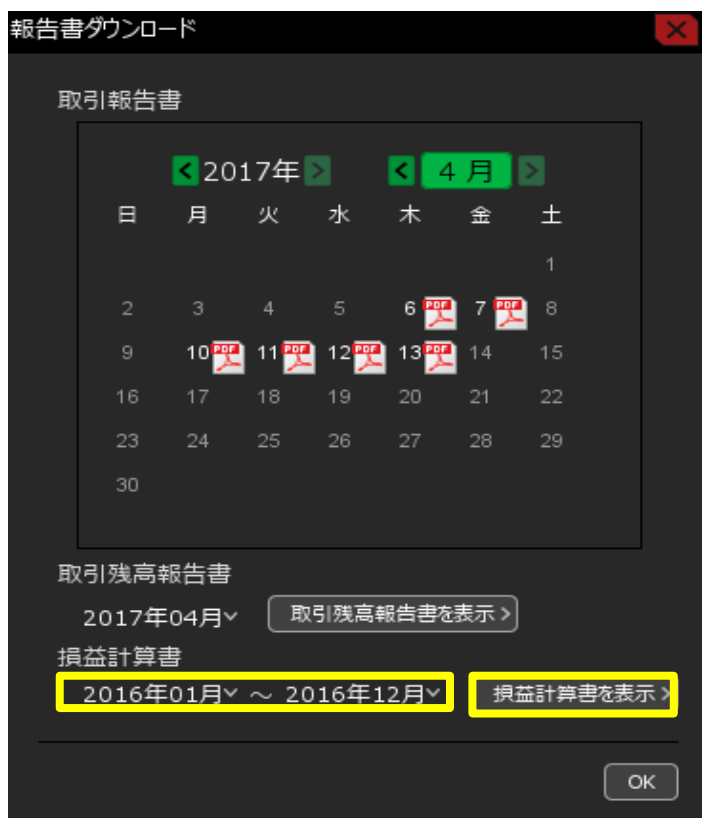 報告書ダウンロード
取引報告書
< 2017年 > < 4 月 >
日 月 火 水 木 金 土
1
2 3 4 5 6 PDF 7 PDF 8
9 10 PDF 11 PDF 12 PDF 13 PDF 14 15
16 17 18 19 20 21 22
23 24 25 26 27 28 29
30
取引残高報告書
2017年04月 取引残高報告書を表示 >
損益計算書
2016年01月 ～ 2016年12月 損益計算書を表示 >
OK